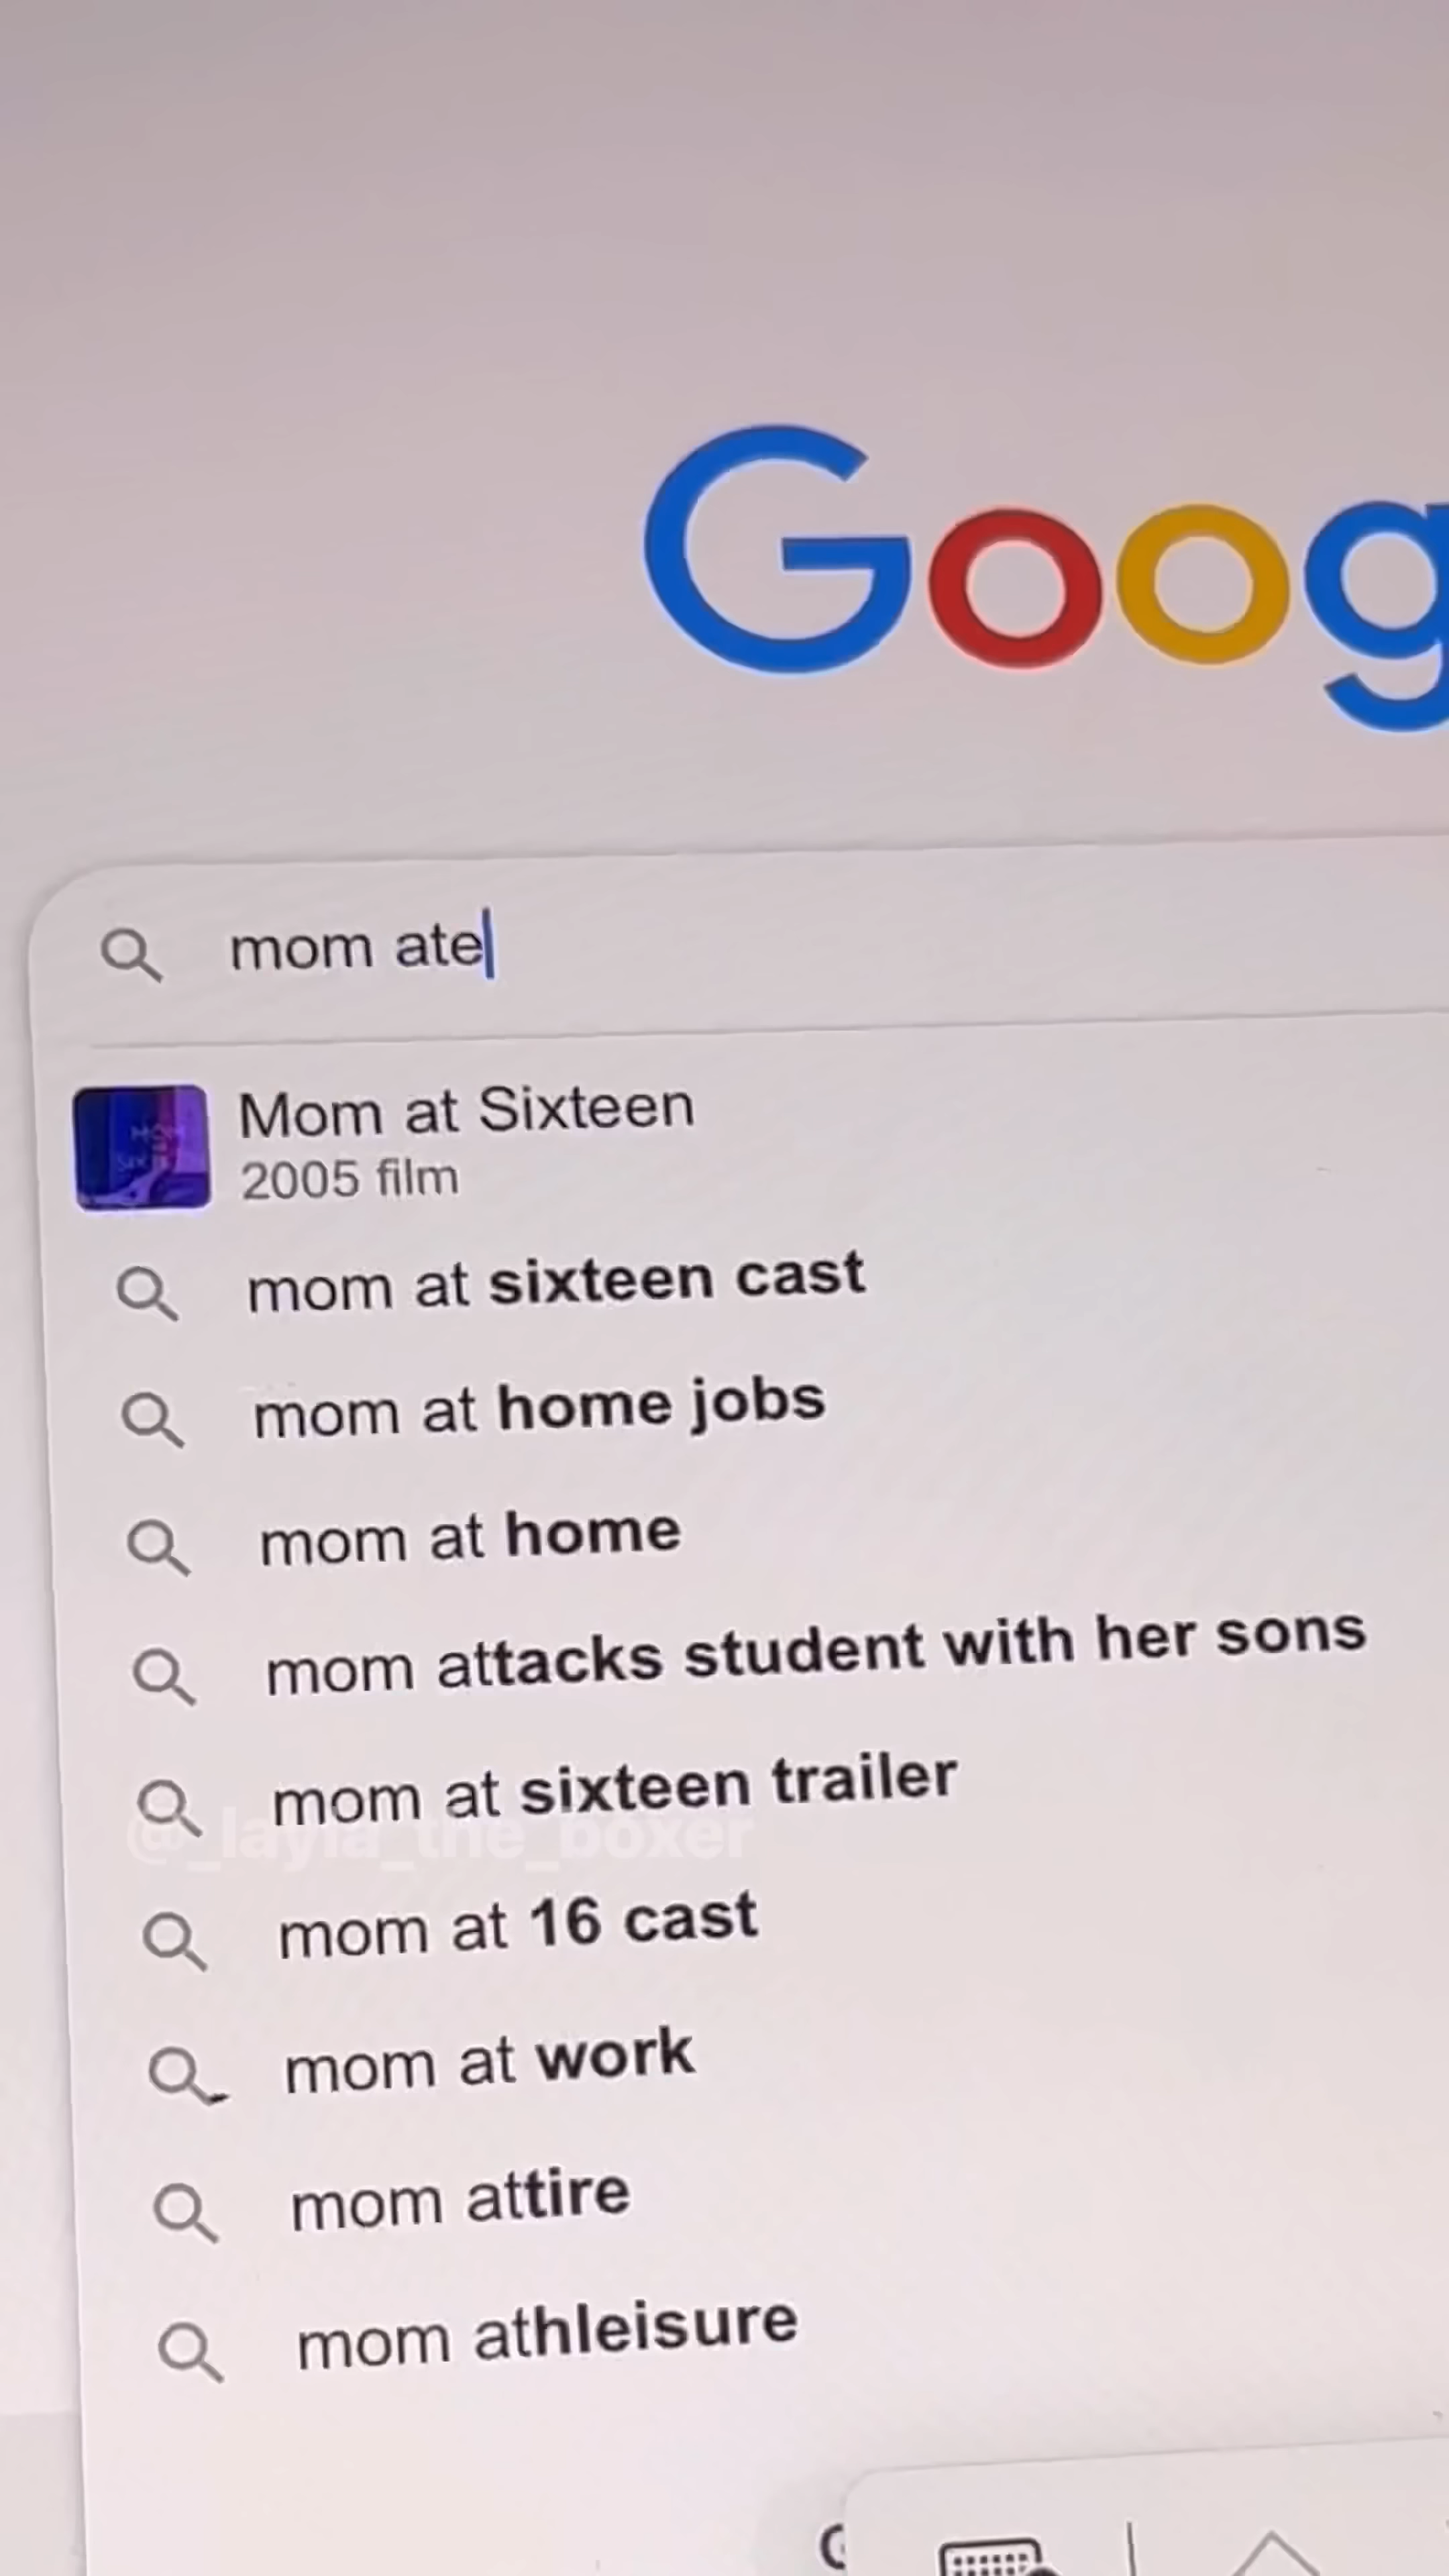 Goog
mom ate
Mom at Sixteen
2005 film
mom at sixteen cast
mom at home jobs
mom at home
mom attacks student with her sons
mom at sixteen trailer
@_layla_the_boxer
mom at 16 cast
mom at work
mom attire
mom athleisure